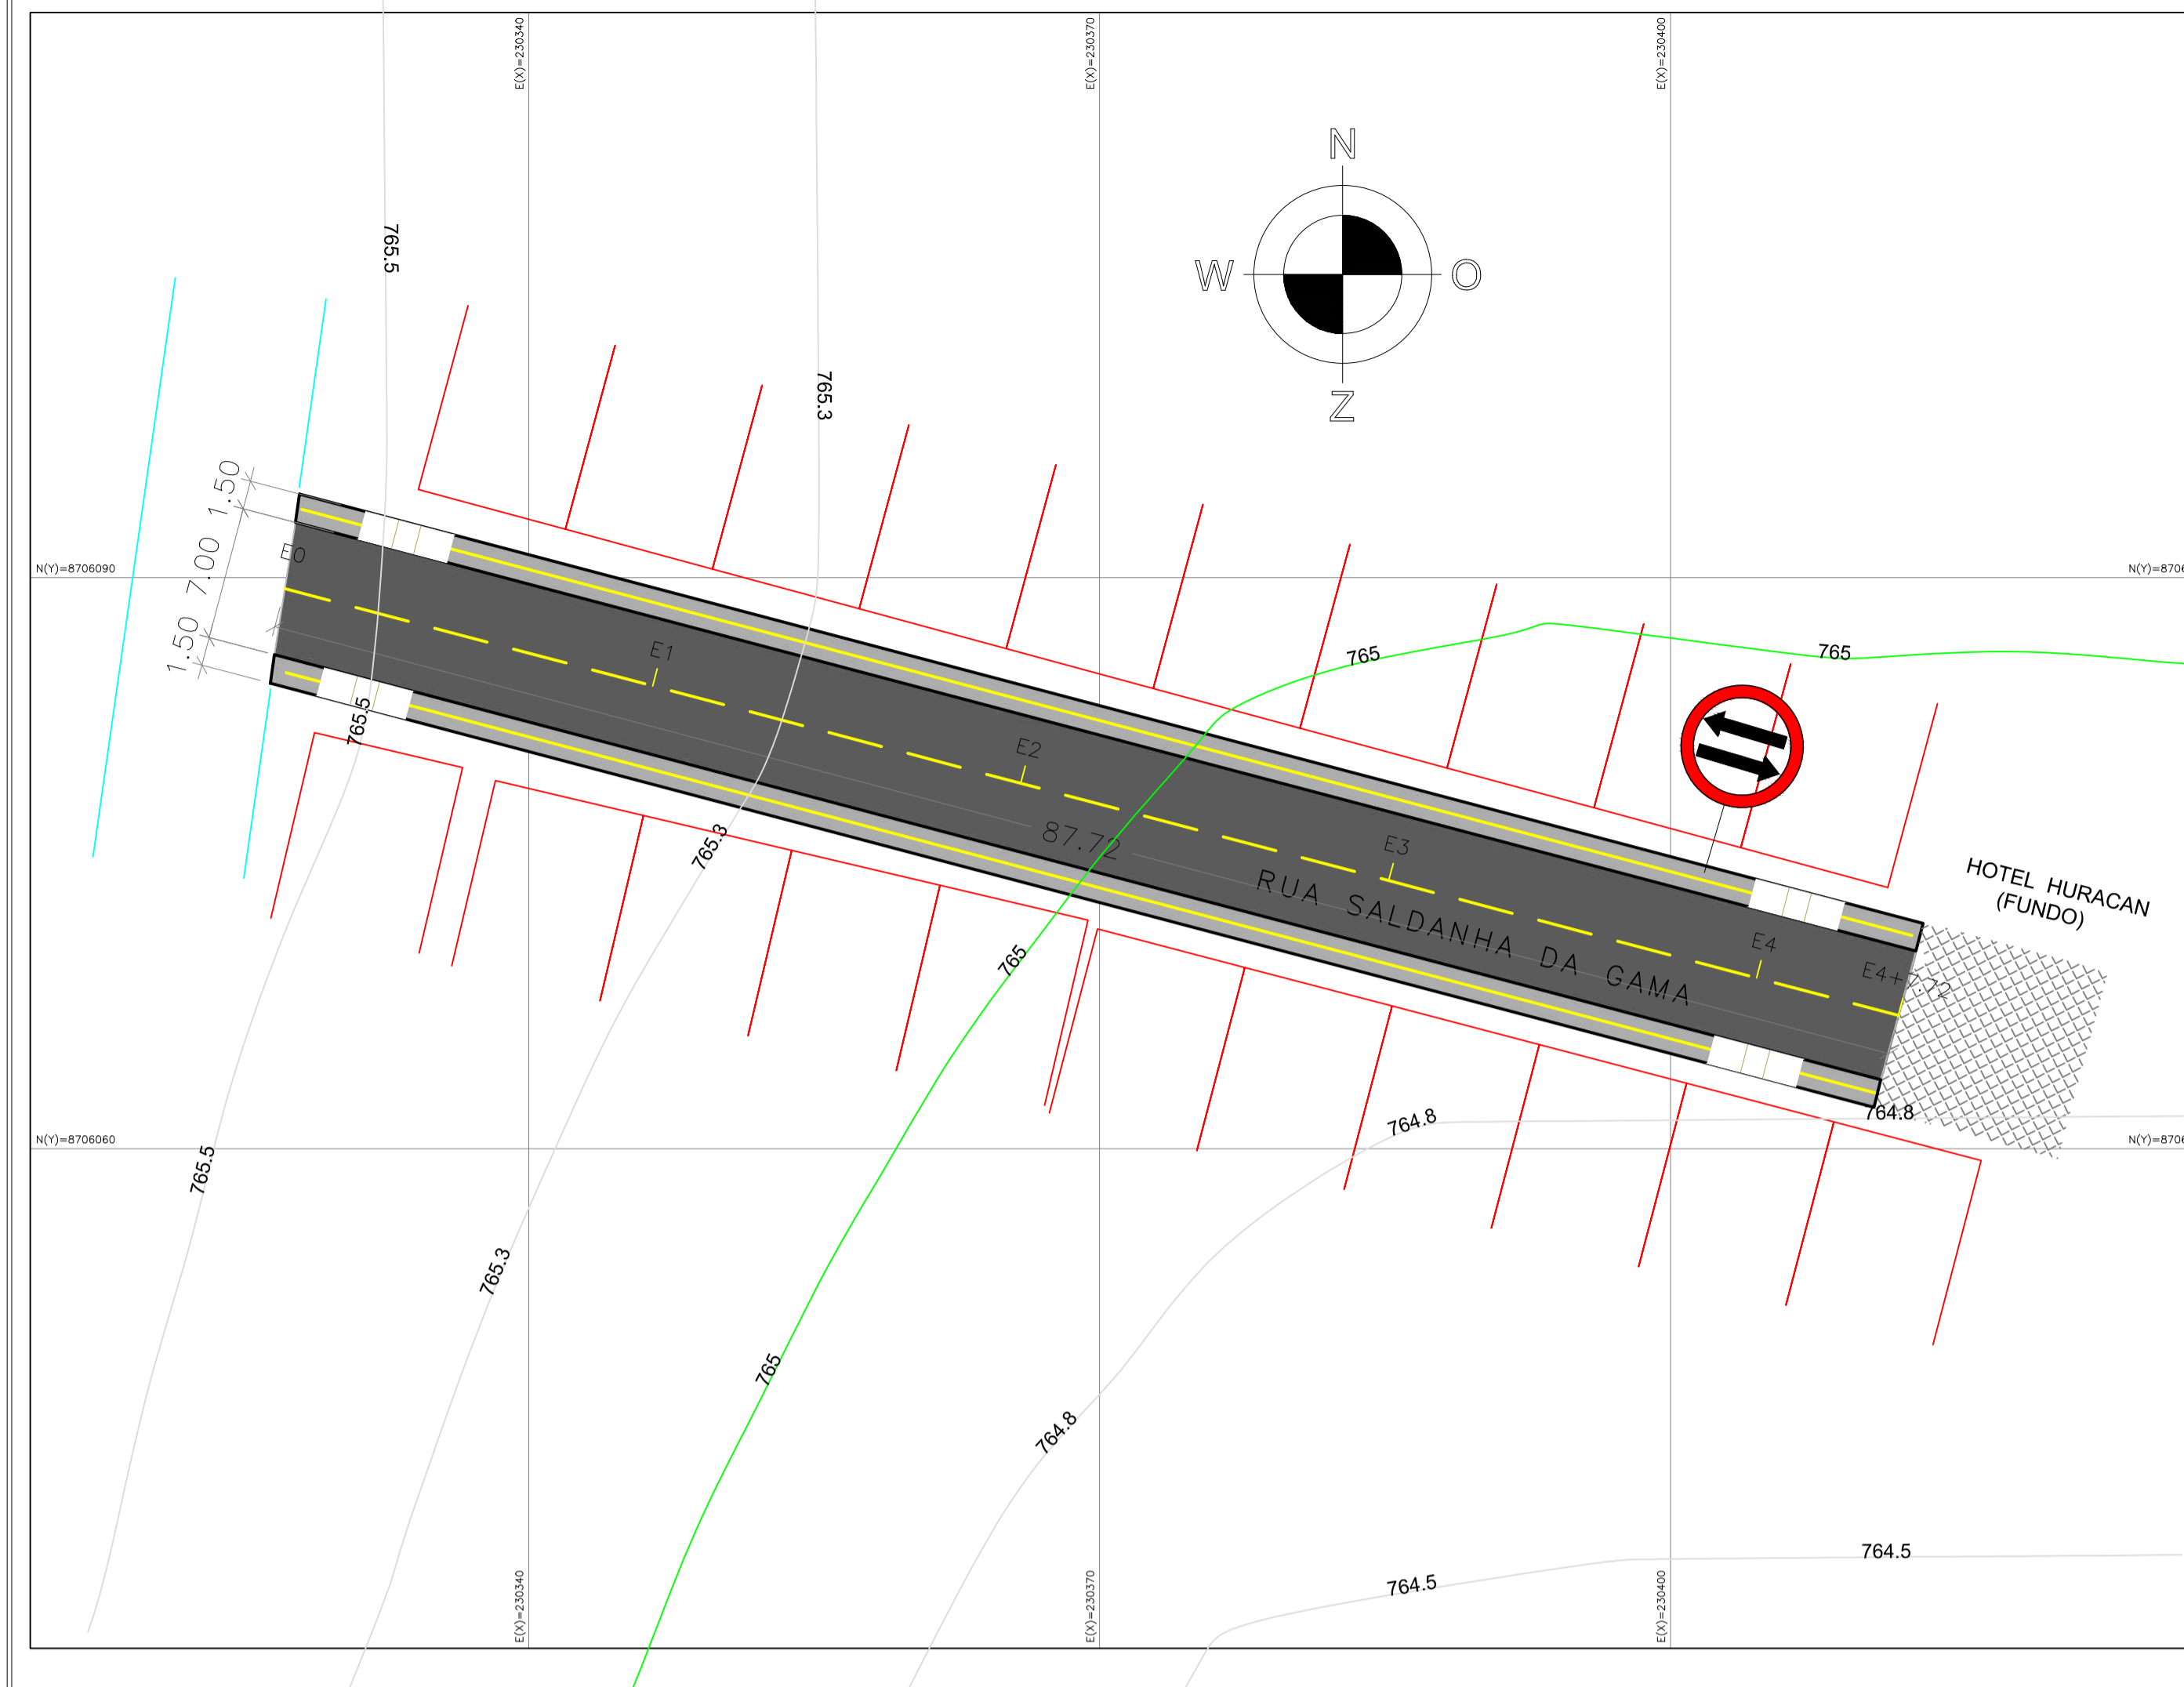 E(X)=230340
E(X)=230370
E(X)=230400
N
W
O
Z
765.5
765.3
1.50
7.00
1.50
N(Y)=8706090
N(Y)=8706
E0
E1
E2
E3
E4
E4+7.72
765
765
765.5
765.3
87.72
RUA SALDANHA DA GAMA
HOTEL HURACAN
(FUNDO)
765
764.8
764.8
N(Y)=8706060
N(Y)=8706
765.5
765.3
765
764.8
764.5
764.5
E(X)=230340
E(X)=230370
E(X)=230400